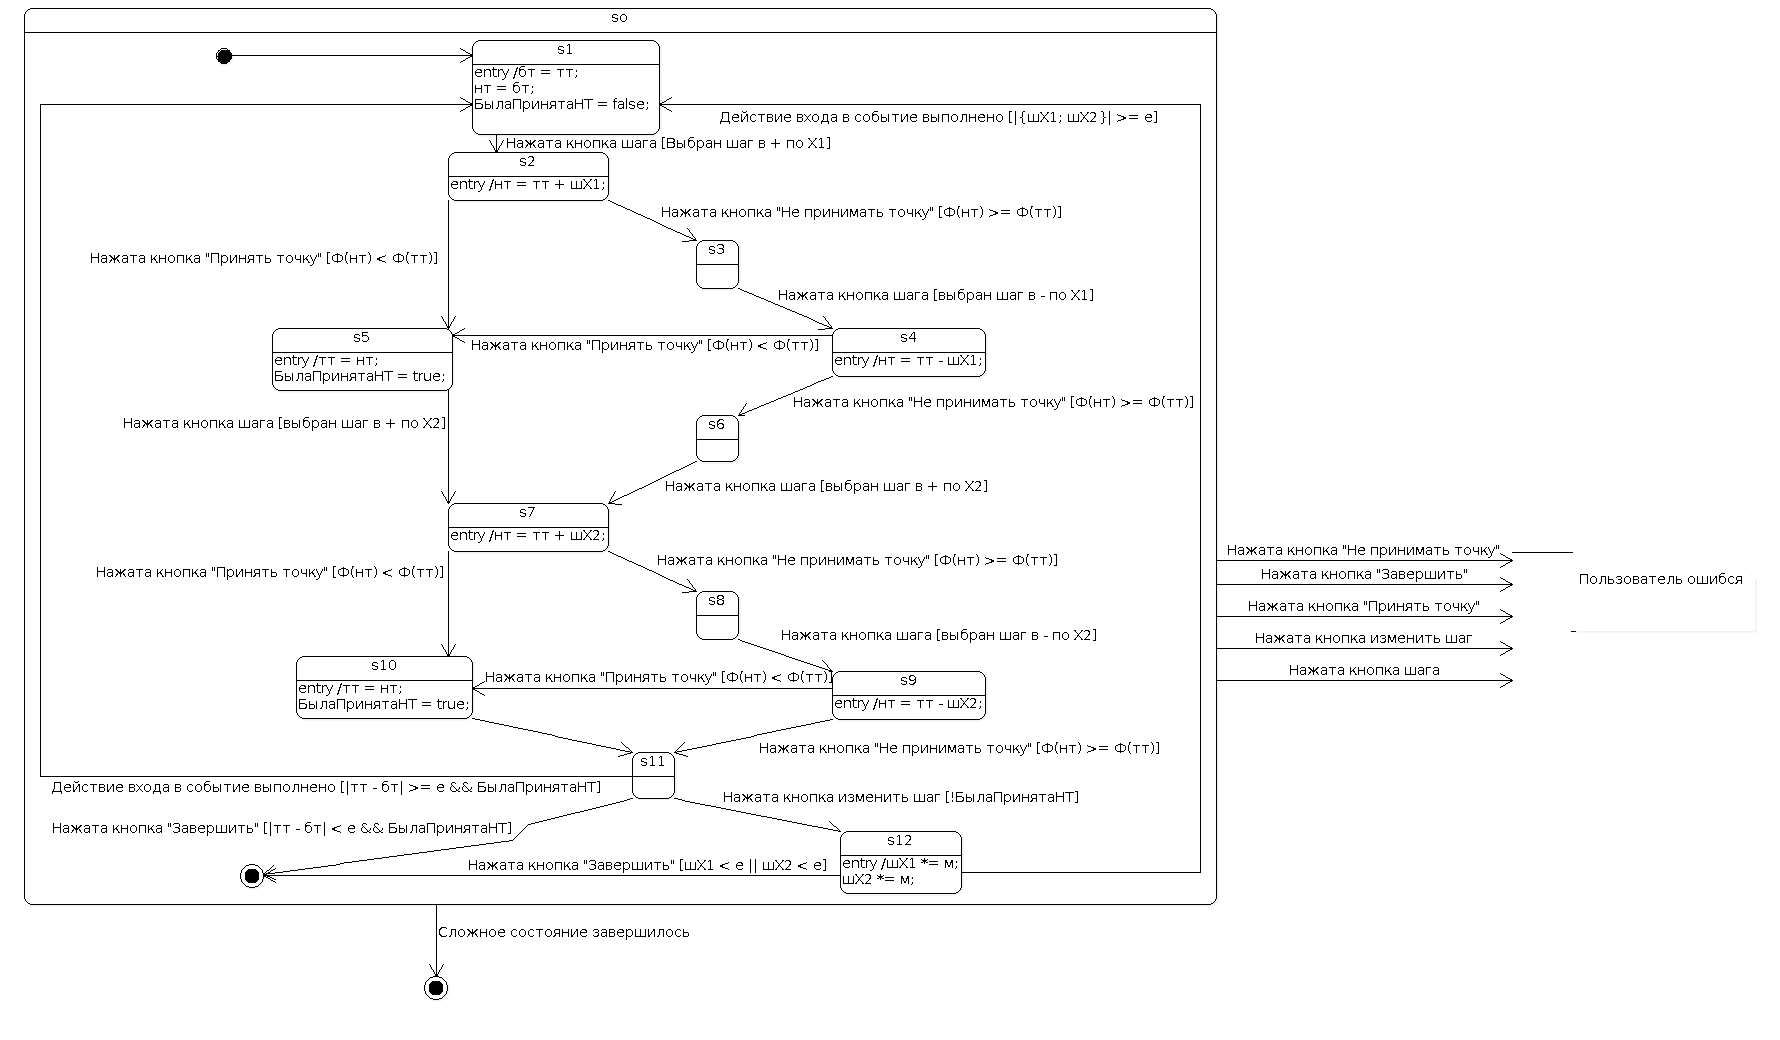 so
s1
entry /бт = тт;
нт = бт;
БылаПринятаНТ = false;
Действие входа в событие выполнено [|{шX1; шX2}| >= e]
Нажата кнопка шага [Выбран шаг в + по X1]
s2
entry /нт = тт + шX1;
Нажата кнопка "Не принимать точку" [Ф(нт) >= Ф(тт)]
Нажата кнопка "Принять точку" [Ф(нт) < Ф(тт)]
s3
Нажата кнопка шага [выбран шаг в - по X1]
s5
entry /тт = нт;
БылаПринятаНТ = true;
Нажата кнопка "Принять точку" [Ф(нт) < Ф(тт)]
s4
entry /нт = тт - шX1;
Нажата кнопка "Не принимать точку" [Ф(нт) >= Ф(тт)]
Нажата кнопка шага [выбран шаг в + по X2]
s6
Нажата кнопка шага [выбран шаг в + по X2]
s7
entry /нт = тт + шX2;
Нажата кнопка "Не принимать точку" [Ф(нт) >= Ф(тт)]
Нажата кнопка "Принять точку" [Ф(нт) < Ф(тт)]
s8
Нажата кнопка шага [выбран шаг в - по X2]
s10
entry /тт = нт;
БылаПринятаНТ = true;
Нажата кнопка "Принять точку" [Ф(нт) < Ф(тт)]
s9
entry /нт = тт - шX2;
Нажата кнопка "Не принимать точку" [Ф(нт) >= Ф(тт)]
s11
Действие входа в событие выполнено [|тт - бт| >= e && БылаПринятаНТ]
Нажата кнопка изменить шаг [!БылаПринятаНТ]
Нажата кнопка "Завершить" [|тт - бт| < e && БылаПринятаНТ]
s12
entry /шX1 *= м;
шX2 *= м;
Нажата кнопка "Завершить" [шX1 < e || шX2 < e]
Сложное состояние завершилось
Нажата кнопка "Не принимать точку"
Нажата кнопка "Завершить"
Нажата кнопка "Принять точку"
Нажата кнопка изменить шаг
Нажата кнопка шага
Пользователь ошибся